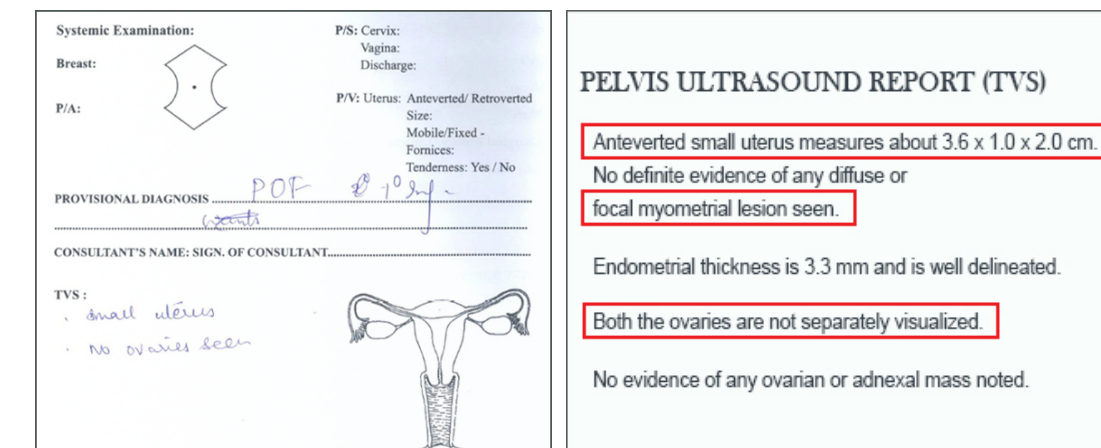 Systemic Examination:
Breast:
P/A:
P/S: Cervix:
Vagina:
Discharge:
P/V: Uterus: Anteverted/ Retroverted
Size:
Mobile/Fixed -
Fornices:
Tenderness: Yes / No
PROVISIONAL DIAGNOSIS POF 1°
CONSULTANT'S NAME: SIGN. OF CONSULTANT
TVS :
. small uterus
. No ovaries seen
PELVIS ULTRASOUND REPORT (TVS)
Anteverted small uterus measures about 3.6 x 1.0 x 2.0 cm.
No definite evidence of any diffuse or
focal myometrial lesion seen.
Endometrial thickness is 3.3 mm and is well delineated.
Both the ovaries are not separately visualized.
No evidence of any ovarian or adnexal mass noted.